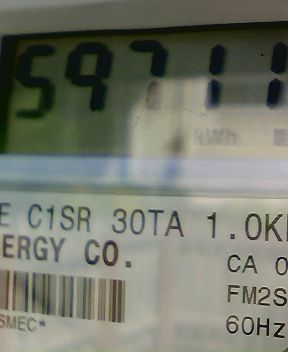 59711
kWh
E C1SR 30TA 1.0K
ERGY CO.
CA 0
FM2S
SMEC*
60Hz